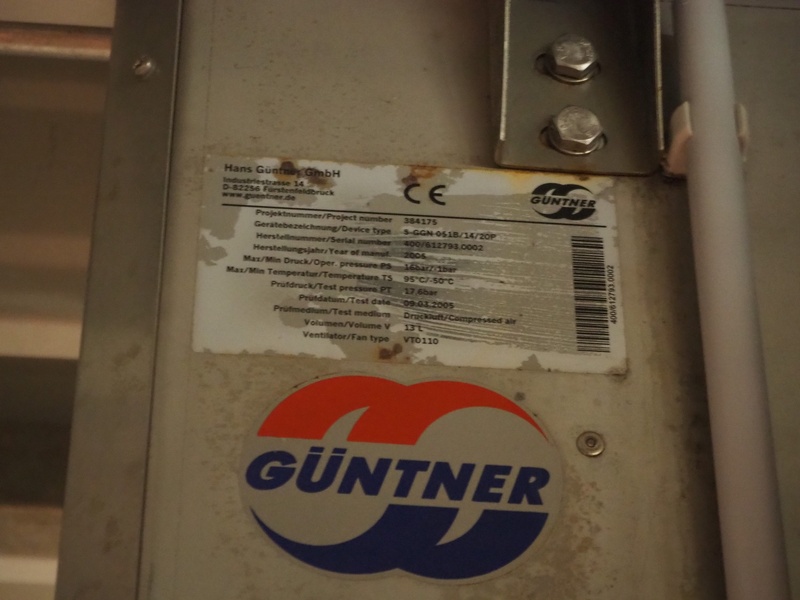 Hans Güntner GmbH
Industriestrasse 14
D-82256 Fürstenfeldbruck
www.guentner.de
CE
GÜNTNER
Projektnummer/Project number 384175
Gerätebezeichnung/Device type S-GGN 051B/14/20P
Herstellnummer/Serial number 400/612793.0002
Herstellungsjahr/Year of manuf. 2005
Max/Min Druck/Oper. pressure PS 16bar/-1bar
Max/Min Temperatur/Temperature TS 95°C/-50°C
Prüfdruck/Test pressure PT 17.6bar
Prüfdatum/Test date 09.03.2005
Prüfmedium/Test medium Druckluft/Compressed air
Volumen/Volume V 13 L
Ventilator/Fan type VT0110
400/612793.0002
GÜNTNER